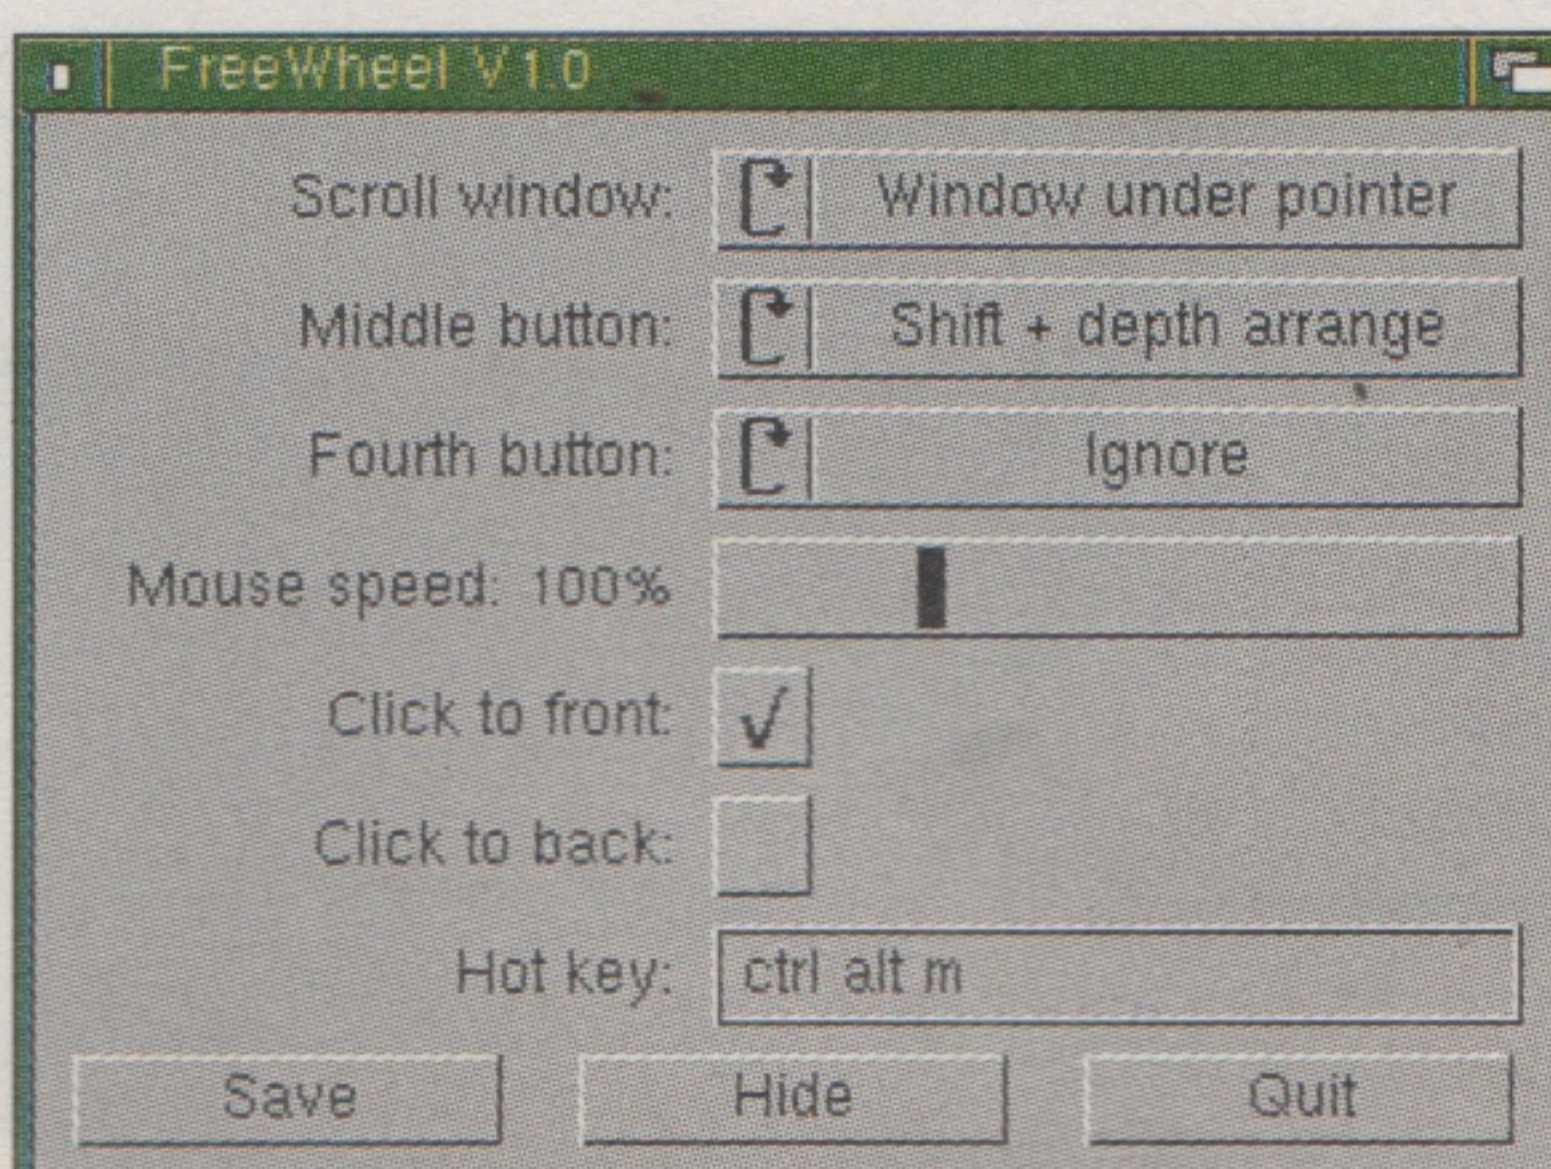 FreeWheel V1.0
Scroll window: Window under pointer
Middle button: Shift + depth arrange
Fourth button: Ignore
Mouse speed: 100%
Click to front:
Click to back:
Hot key: ctrl alt m
Save Hide Quit